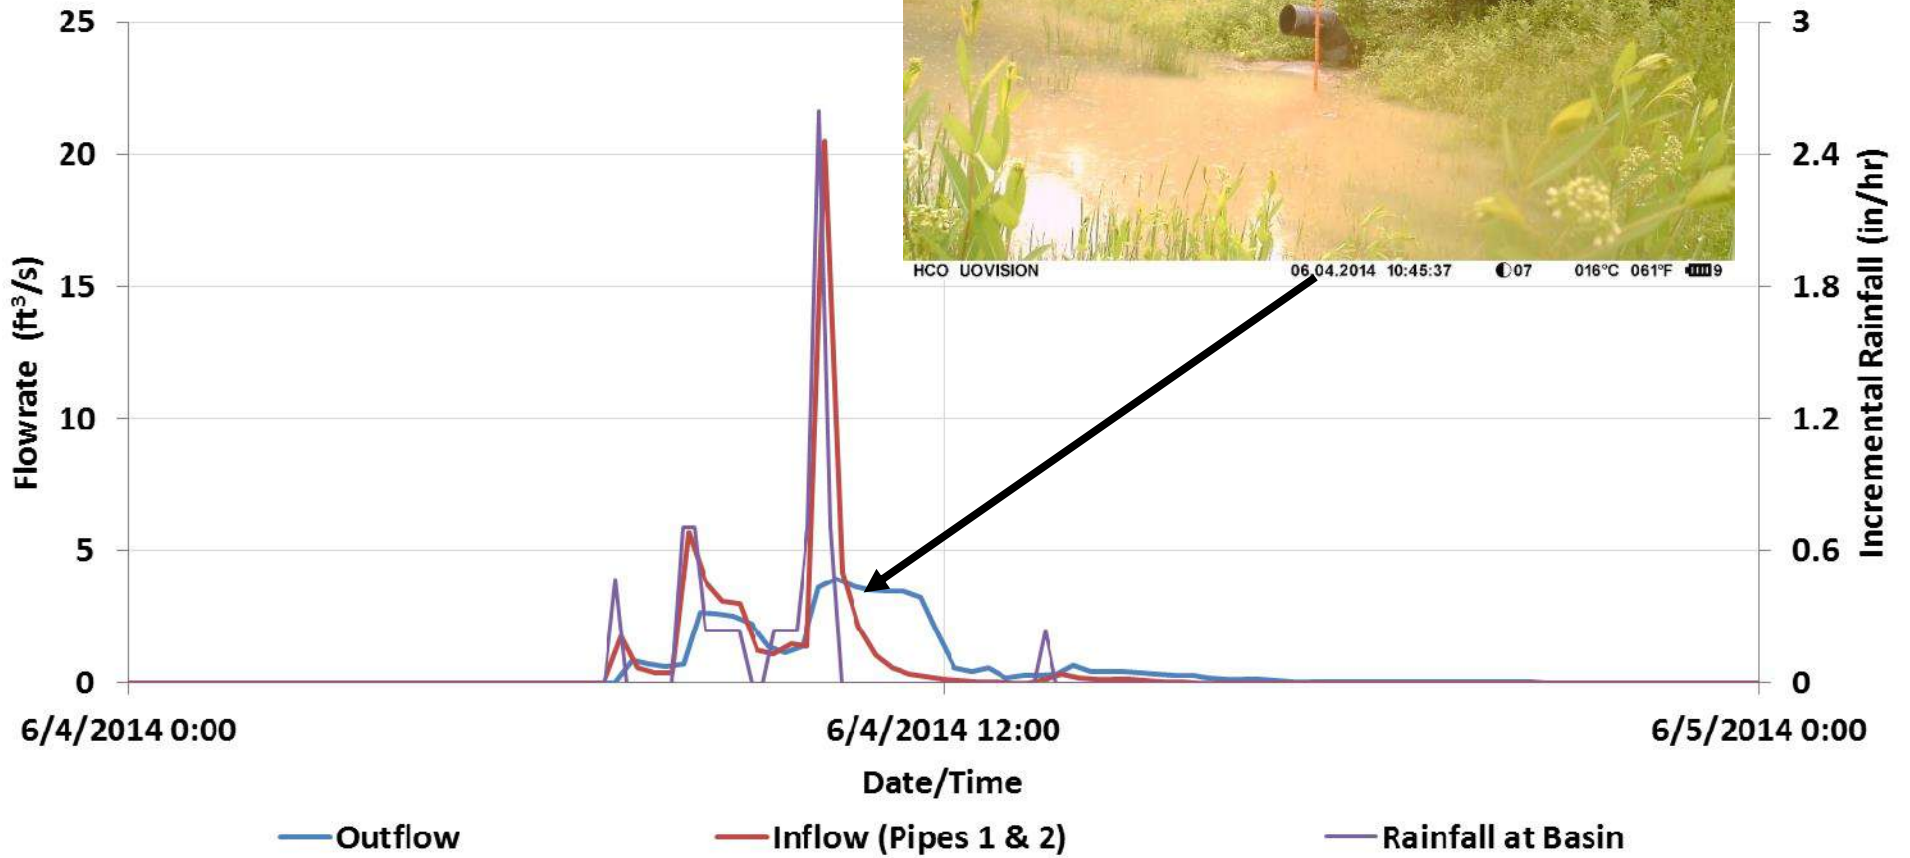 25
20
15
10
5
0
Flowrate (ft³/s)
3
2.4
1.8
1.2
0.6
0
Incremental Rainfall (in/hr)
HCO UOVISION 06.04.2014 10:45:37 07 016°C 061°F 9
6/4/2014 0:00 6/4/2014 12:00 6/5/2014 0:00
Date/Time
Outflow Inflow (Pipes 1 & 2) Rainfall at Basin